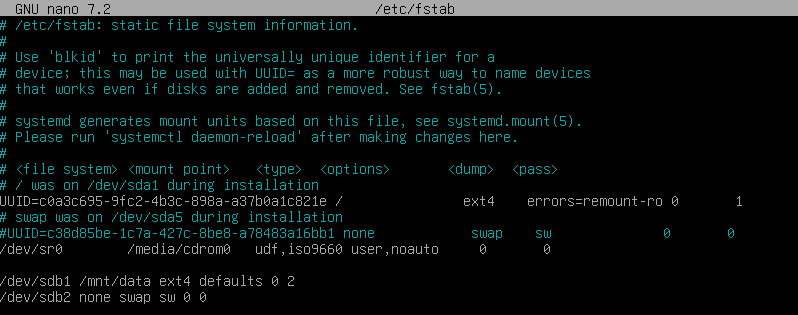 GNU nano 7.2 /etc/fstab
# /etc/fstab: static file system information.
#
# Use 'blkid' to print the universally unique identifier for a
# device; this may be used with UUID= as a more robust way to name devices
# that works even if disks are added and removed. See fstab(5).
#
# systemd generates mount units based on this file, see systemd.mount(5).
# Please run 'systemctl daemon-reload' after making changes here.
#
# <file system> <mount point>   <type>  <options>       <dump>  <pass>
# / was on /dev/sda1 during installation
UUID=c0a3c695-9fc2-4b3c-898a-a37b0a1c821e /               ext4    errors=remount-ro 0       1
# swap was on /dev/sda5 during installation
#UUID=c38d85be-1c7a-427c-8be8-a78483a16bb1 none            swap    sw              0       0
/dev/sr0        /media/cdrom0   udf,iso9660 user,noauto     0       0
/dev/sdb1 /mnt/data ext4 defaults 0 2
/dev/sdb2 none swap sw 0 0